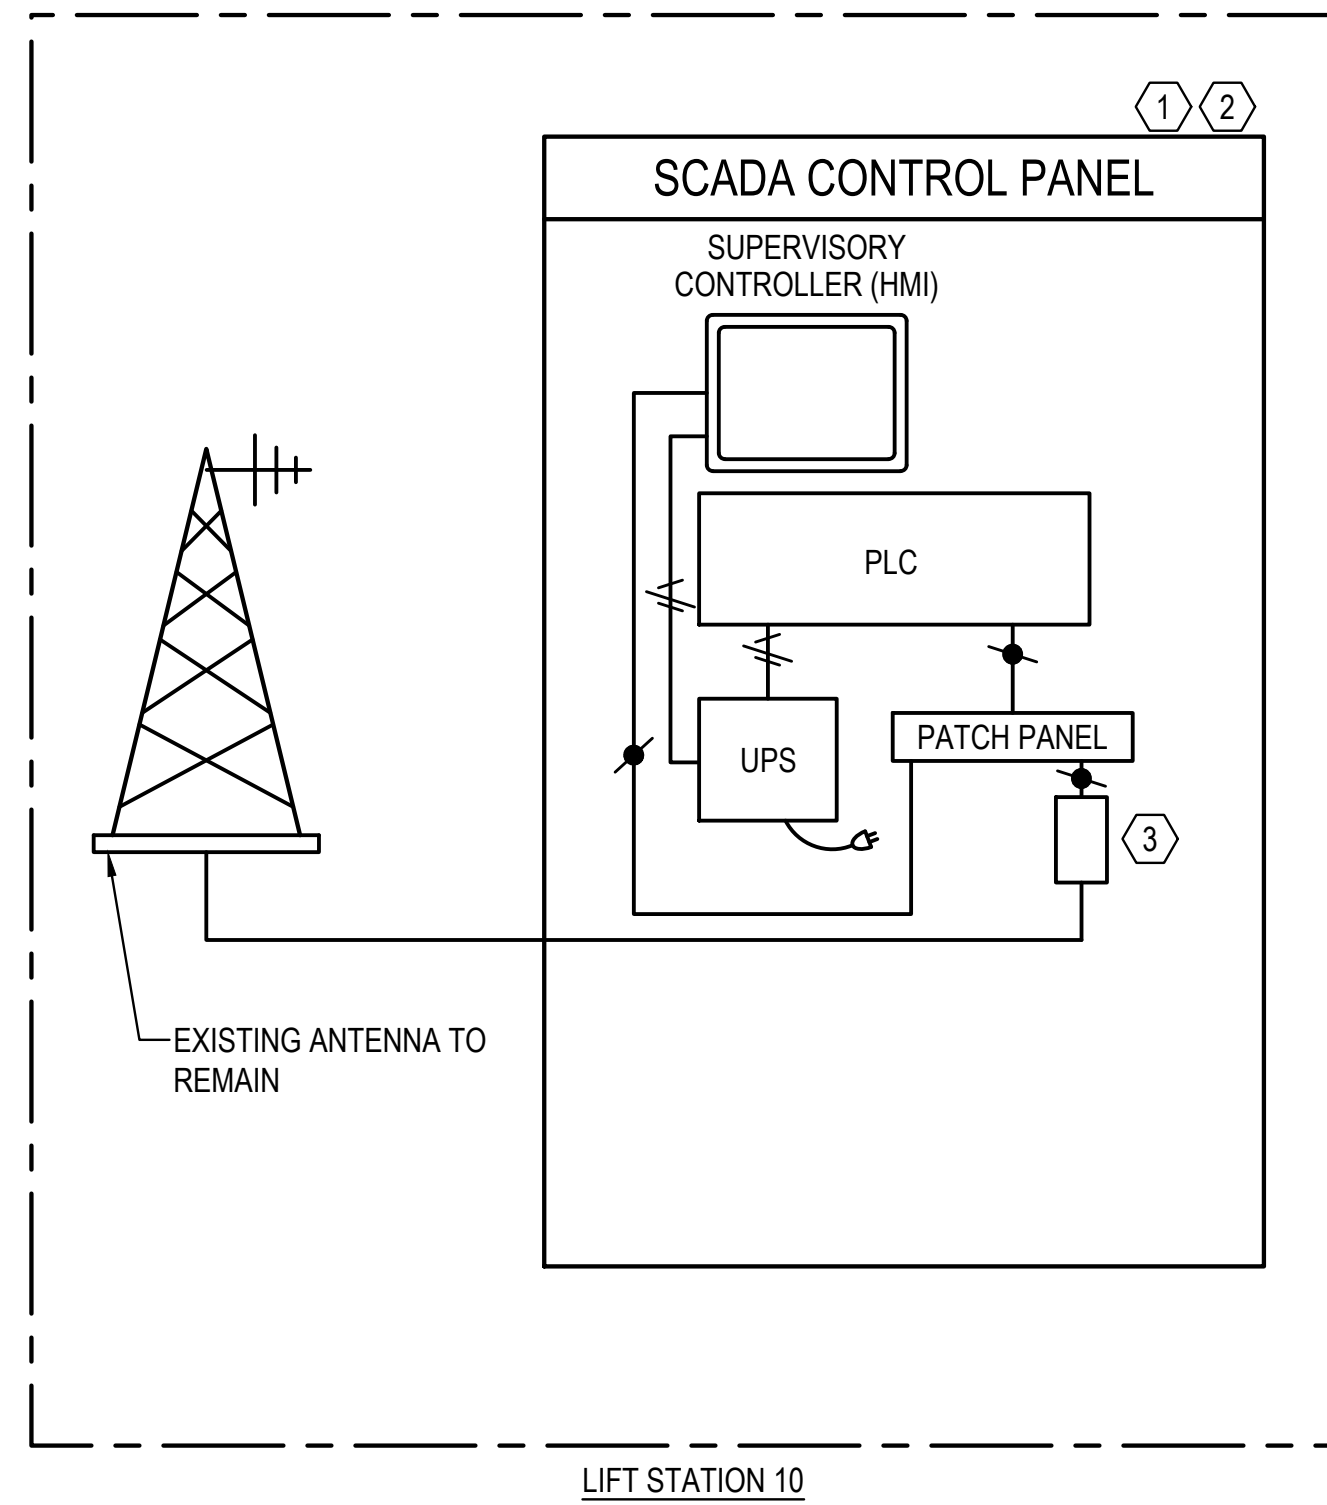 1 2
SCADA CONTROL PANEL
SUPERVISORY
CONTROLLER (HMI)
PLC
PATCH PANEL
UPS
3
EXISTING ANTENNA TO
REMAIN
LIFT STATION 10